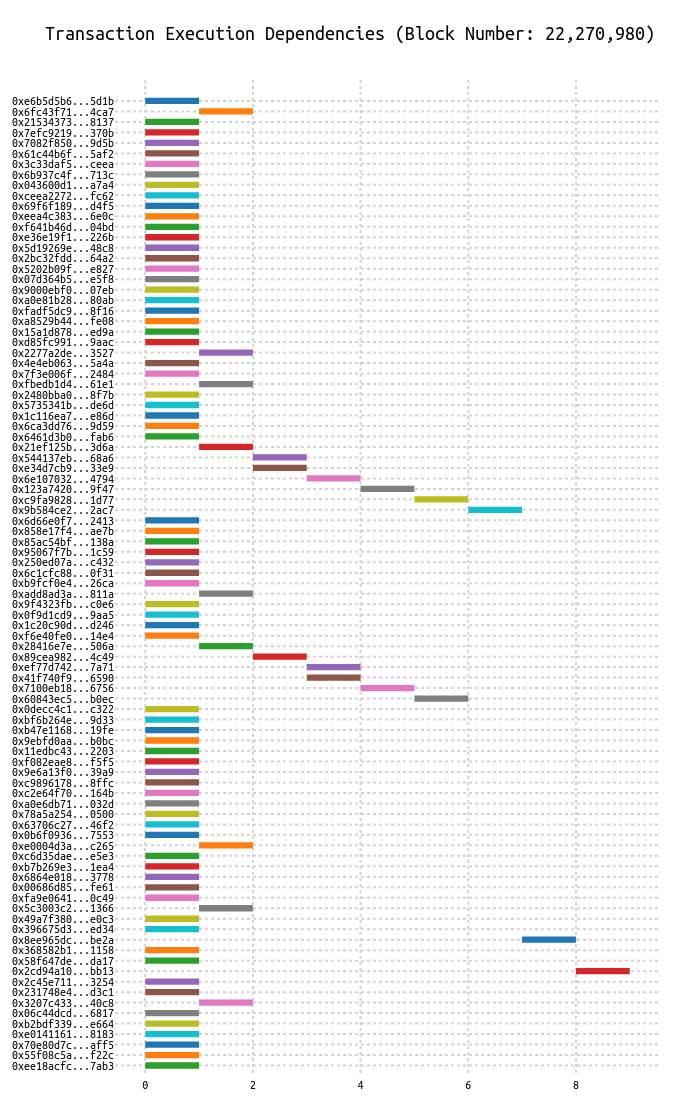 Transaction Execution Dependencies (Block Number: 22,270,980)
0xe6b5d5b6...5d1b
0x6fc43f71...4ca7
0x21534373...8137
0x7efc9219...370b
0x7082f850...9d5b
0x61c44b6f...5af2
0x3c33daf5...ceea
0x6b937c4f...713c
0x043600d1...a7a4
0xceea2272...fc62
0x69f6f189...d4f5
0xeea4c383...6e0c
0xf641b46d...04bd
0xe36e19f1...226b
0x5d19269e...48c8
0x2bc32fdd...64a2
0x5202b09f...e827
0x07d364b5...e5f8
0x9000ebf0...07eb
0xa0e81b28...80ab
0xfadf5dc9...8f16
0xa8529b44...fe08
0x15a1d878...ed9a
0xd85fc991...9aac
0x2277a2de...3527
0x4e4eb063...5a4a
0x7f3e006f...2484
0xfbedb1d4...61e1
0x2480bba0...8f7b
0x5735341b...de6d
0x1c116ea7...e86d
0x6ca3dd76...9d59
0x6461d3b0...fab6
0x21ef125b...3d6a
0x544137eb...68a6
0xe34d7cb9...33e9
0x6e107032...4794
0x123a7420...9f47
0xc9fa9828...1d77
0x9b584ce2...2ac7
0x6d66e0f7...2413
0x858e17f4...ae7b
0x85ac54bf...138a
0x95067f7b...1c59
0x250ed07a...c432
0x6c1cfc88...0f31
0xb9fcf0e4...26ca
0xadd8ad3a...811a
0x9f4323fb...c0e6
0x0f9d1cd9...9aa5
0x1c20c90d...d246
0xf6e40fe0...14e4
0x28416e7e...506a
0x89cea982...4c49
0xef77d742...7a71
0x41f740f9...6590
0x7100eb18...6756
0x60843ec5...b0ec
0x0decc4c1...c322
0xbf6b264e...9d33
0xb47e1168...19fe
0x9ebfd0aa...b0bc
0x11edbc43...2203
0xf082eae8...f5f5
0x9e6a13f0...39a9
0xc9896178...8ffc
0xc2e64f70...164b
0xa0e6db71...032d
0x78a5a254...0500
0x63706c27...46f2
0x0b6f0936...7553
0xe0004d3a...c265
0xc6d35dae...e5e3
0xb7b269e3...1ea4
0x6864e018...3778
0x00686d85...fe61
0xfa9e0641...0c49
0x5c3003c2...1366
0x49a7f380...e0c3
0x396675d3...ed34
0x8ee965dc...be2a
0x368582b1...1158
0x58f647de...da17
0x2cd94a10...bb13
0x2c45e711...3254
0x231748e4...d3c1
0x3207c433...40c8
0x06c44dcd...6817
0xb2bdf339...e664
0xe0141161...8183
0x70e80d7c...aff5
0x55f08c5a...f22c
0xee18acfc...7ab3
0 2 4 6 8